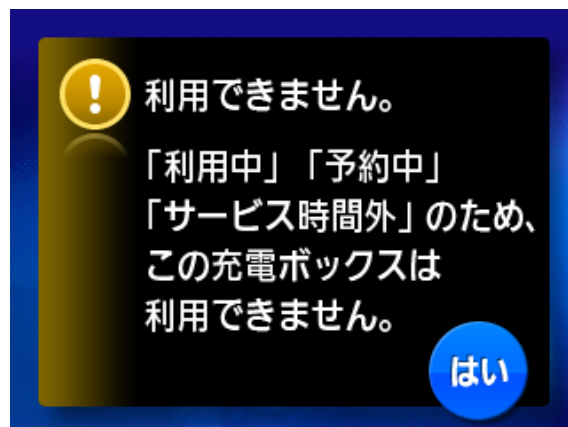 利用できません。
「利用中」「予約中」
「サービス時間外」のため、
この充電ボックスは
利用できません。
はい